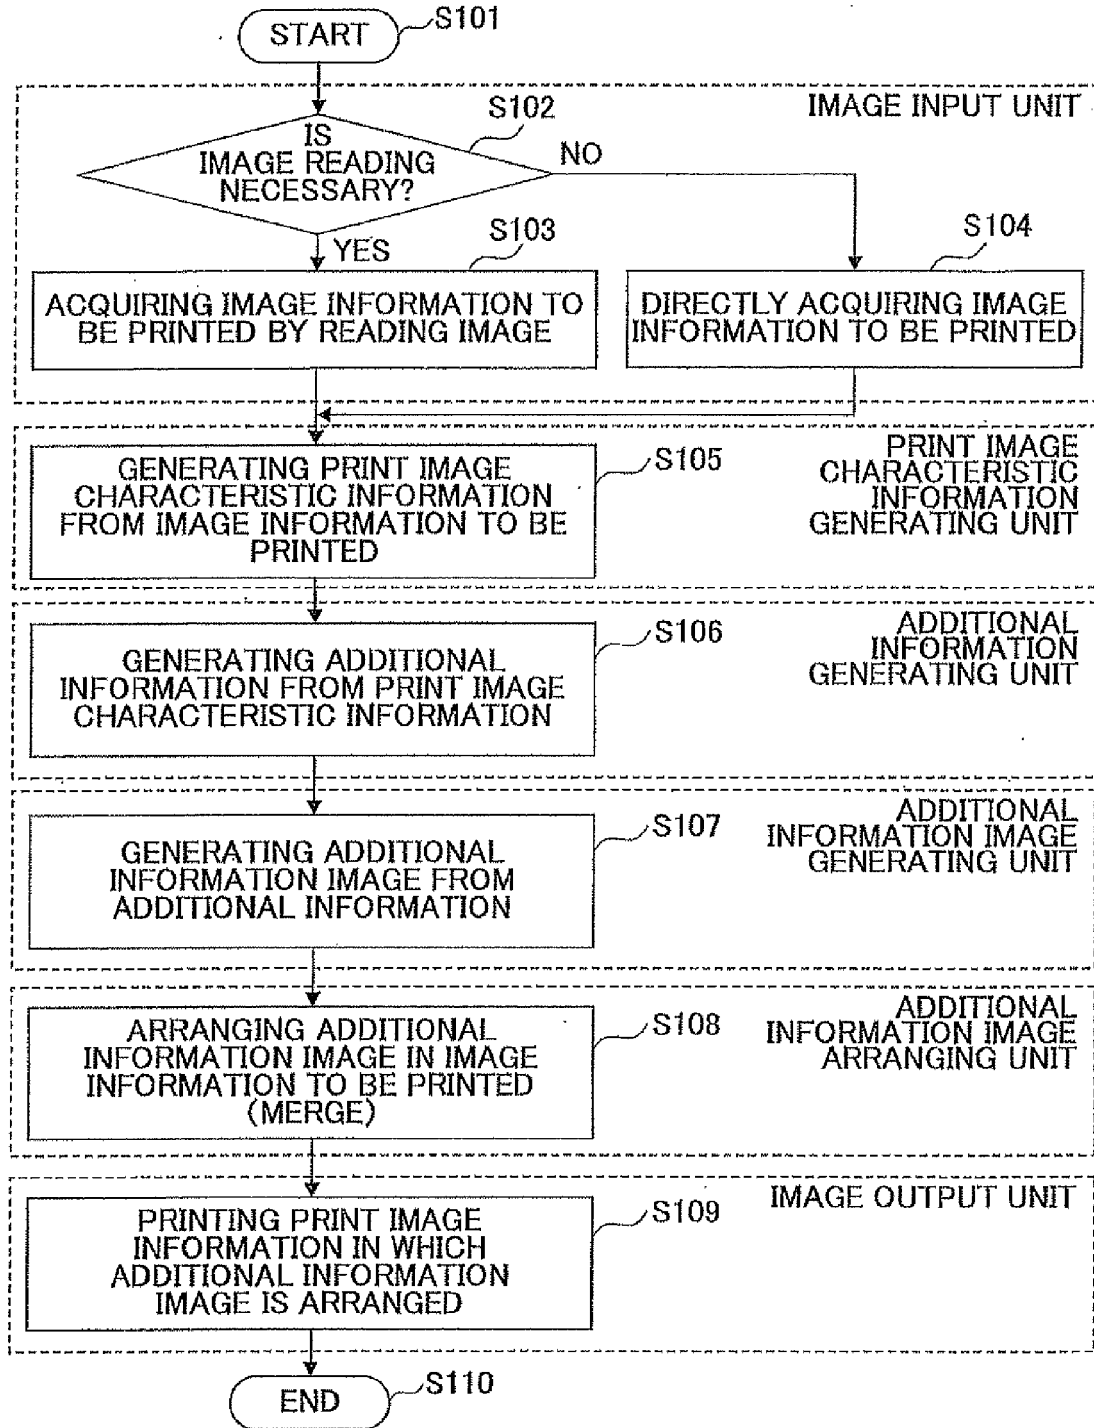 START
S101
IMAGE INPUT UNIT
S102
IS
IMAGE READING
NECESSARY?
NO
YES
S103
S104
ACQUIRING IMAGE INFORMATION TO
BE PRINTED BY READING IMAGE
DIRECTLY ACQUIRING IMAGE
INFORMATION TO BE PRINTED
GENERATING PRINT IMAGE
CHARACTERISTIC INFORMATION
FROM IMAGE INFORMATION TO BE
PRINTED
S105
PRINT IMAGE
CHARACTERISTIC
INFORMATION
GENERATING UNIT
GENERATING ADDITIONAL
INFORMATION FROM PRINT IMAGE
CHARACTERISTIC INFORMATION
S106
ADDITIONAL
INFORMATION
GENERATING UNIT
GENERATING ADDITIONAL
INFORMATION IMAGE FROM
ADDITIONAL INFORMATION
S107
ADDITIONAL
INFORMATION IMAGE
GENERATING UNIT
ARRANGING ADDITIONAL
INFORMATION IMAGE IN IMAGE
INFORMATION TO BE PRINTED
(MERGE)
S108
ADDITIONAL
INFORMATION IMAGE
ARRANGING UNIT
PRINTING PRINT IMAGE
INFORMATION IN WHICH
ADDITIONAL INFORMATION
IMAGE IS ARRANGED
S109
IMAGE OUTPUT UNIT
END
S110